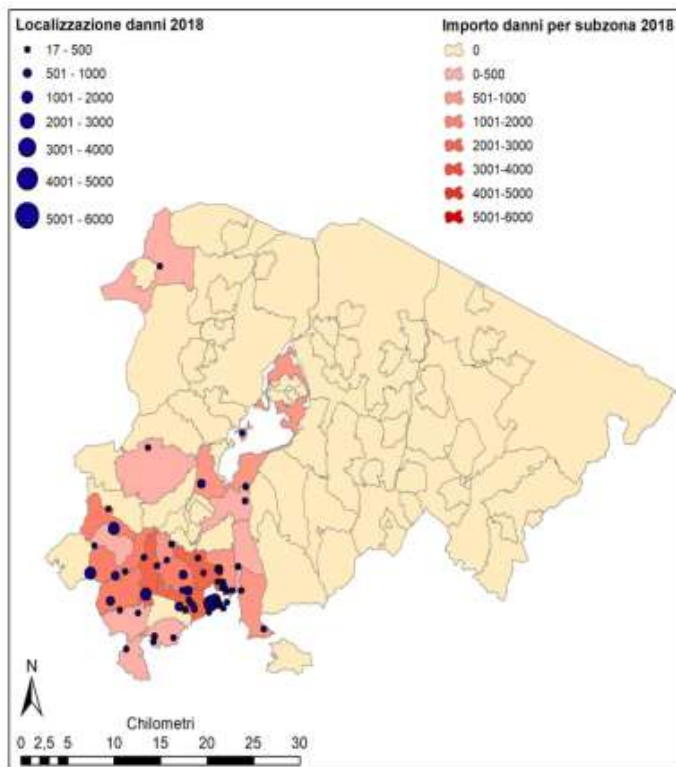 Localizzazione danni 2018
17 - 500
501 - 1000
1001 - 2000
2001 - 3000
3001 - 4000
4001 - 5000
5001 - 6000
Importo danni per subzona 2018
0
0-500
501-1000
1001-2000
2001-3000
3001-4000
4001-5000
5001-6000
N
Chilometri
0 2,5 5 10 15 20 25 30